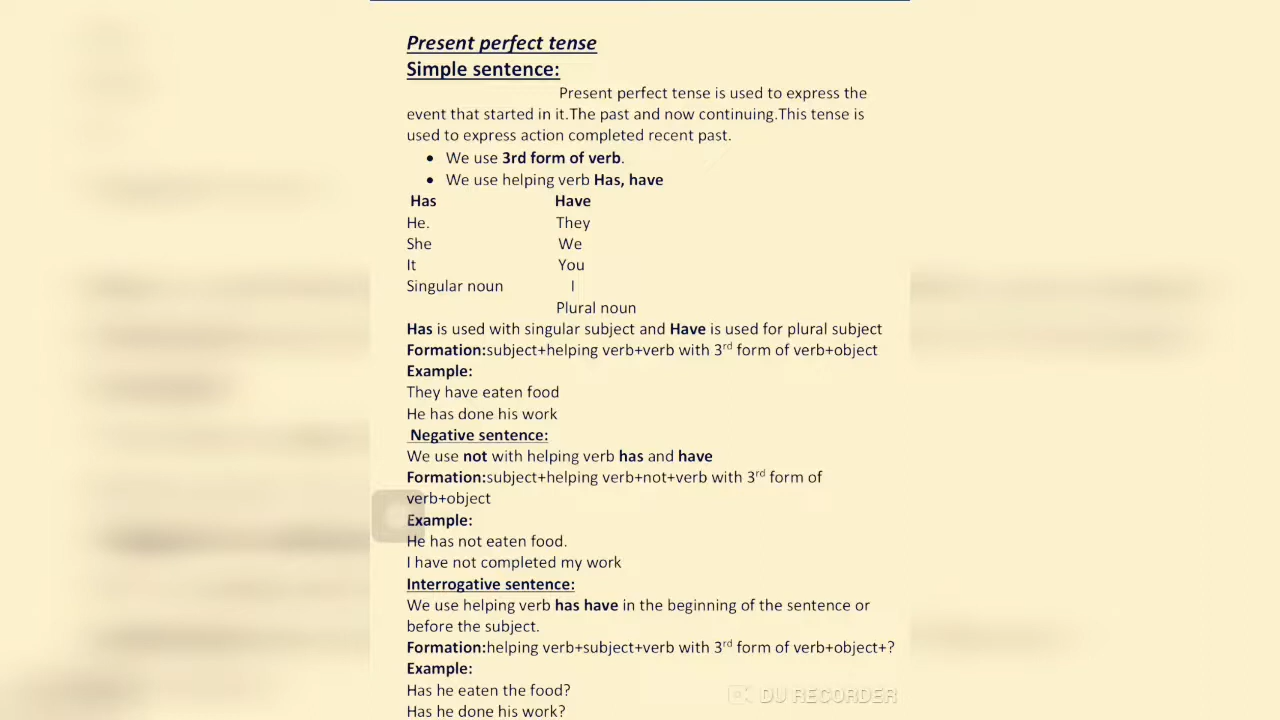 Present perfect tense
Simple sentence:
Present perfect tense is used to express the
event that started in it.The past and now continuing.This tense is
used to express action completed recent past.
• We use 3rd form of verb.
• We use helping verb Has, have
Has Have
He. They
She We
It You
Singular noun I
Plural noun
Has is used with singular subject and Have is used for plural subject
Formation:subject+helping verb+verb with 3rd form of verb+object
Example:
They have eaten food
He has done his work
Negative sentence:
We use not with helping verb has and have
Formation:subject+helping verb+not+verb with 3rd form of
verb+object
Example:
He has not eaten food.
I have not completed my work
Interrogative sentence:
We use helping verb has have in the beginning of the sentence or
before the subject.
Formation:helping verb+subject+verb with 3rd form of verb+object+?
Example:
Has he eaten the food?
Has he done his work?
DU RECORDER